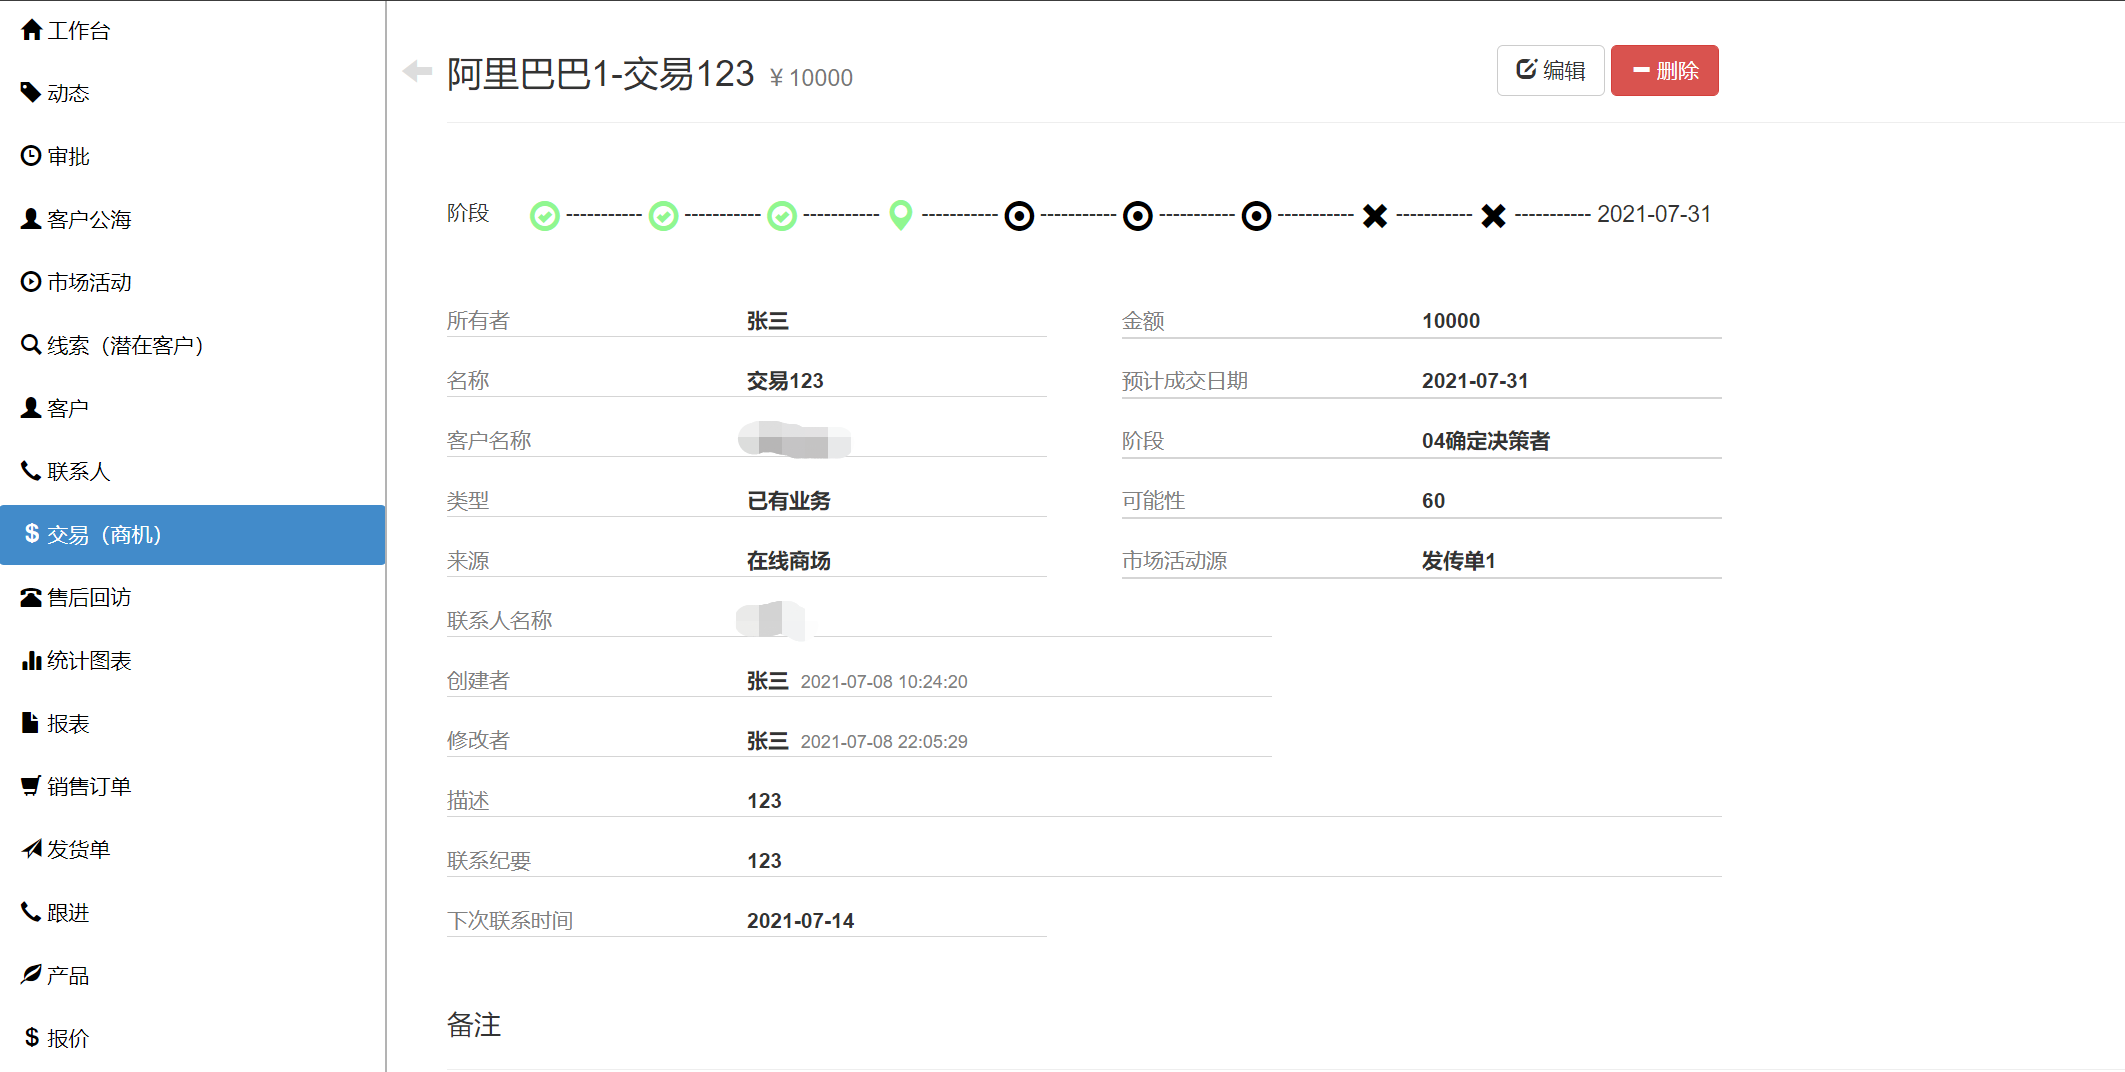 工作台
动态
审批
客户公海
市场活动
线索（潜在客户）
客户
联系人
$ 交易（商机）
售后回访
统计图表
报表
销售订单
发货单
跟进
产品
$ 报价
阿里巴巴1-交易123 ¥10000
编辑
删除
阶段 ----------- ----------- ----------- ----------- ----------- ----------- ----------- ----------- ----------- 2021-07-31
所有者 张三 金额 10000
名称 交易123 预计成交日期 2021-07-31
客户名称 阶段 04确定决策者
类型 已有业务 可能性 60
来源 在线商场 市场活动源 发传单1
联系人名称
创建者 张三 2021-07-08 10:24:20
修改者 张三 2021-07-08 22:05:29
描述 123
联系纪要 123
下次联系时间 2021-07-14
备注